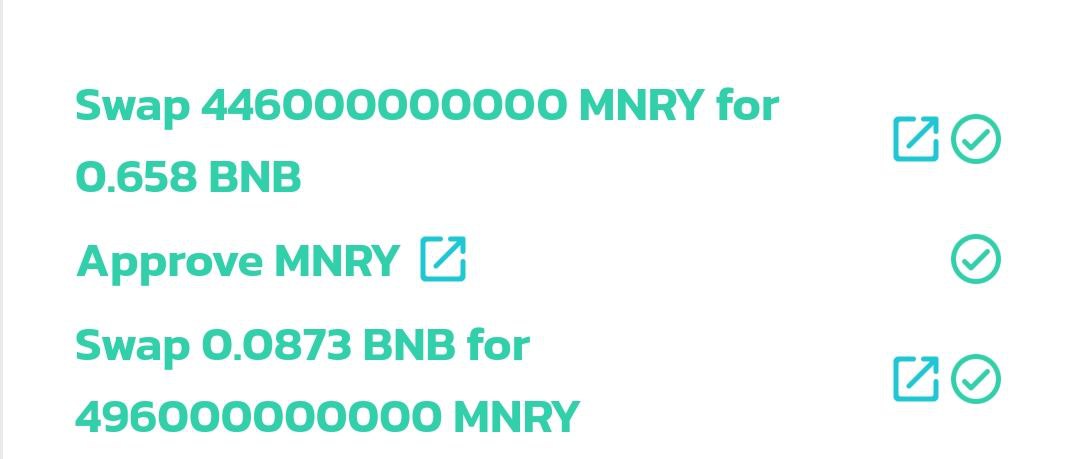 Swap 446000000000 MNRY for
0.658 BNB
Approve MNRY
Swap 0.0873 BNB for
496000000000 MNRY